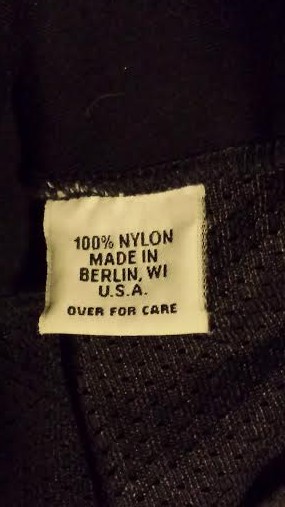 100% NYLON
MADE IN
BERLIN, WI
U.S.A.
OVER FOR CARE